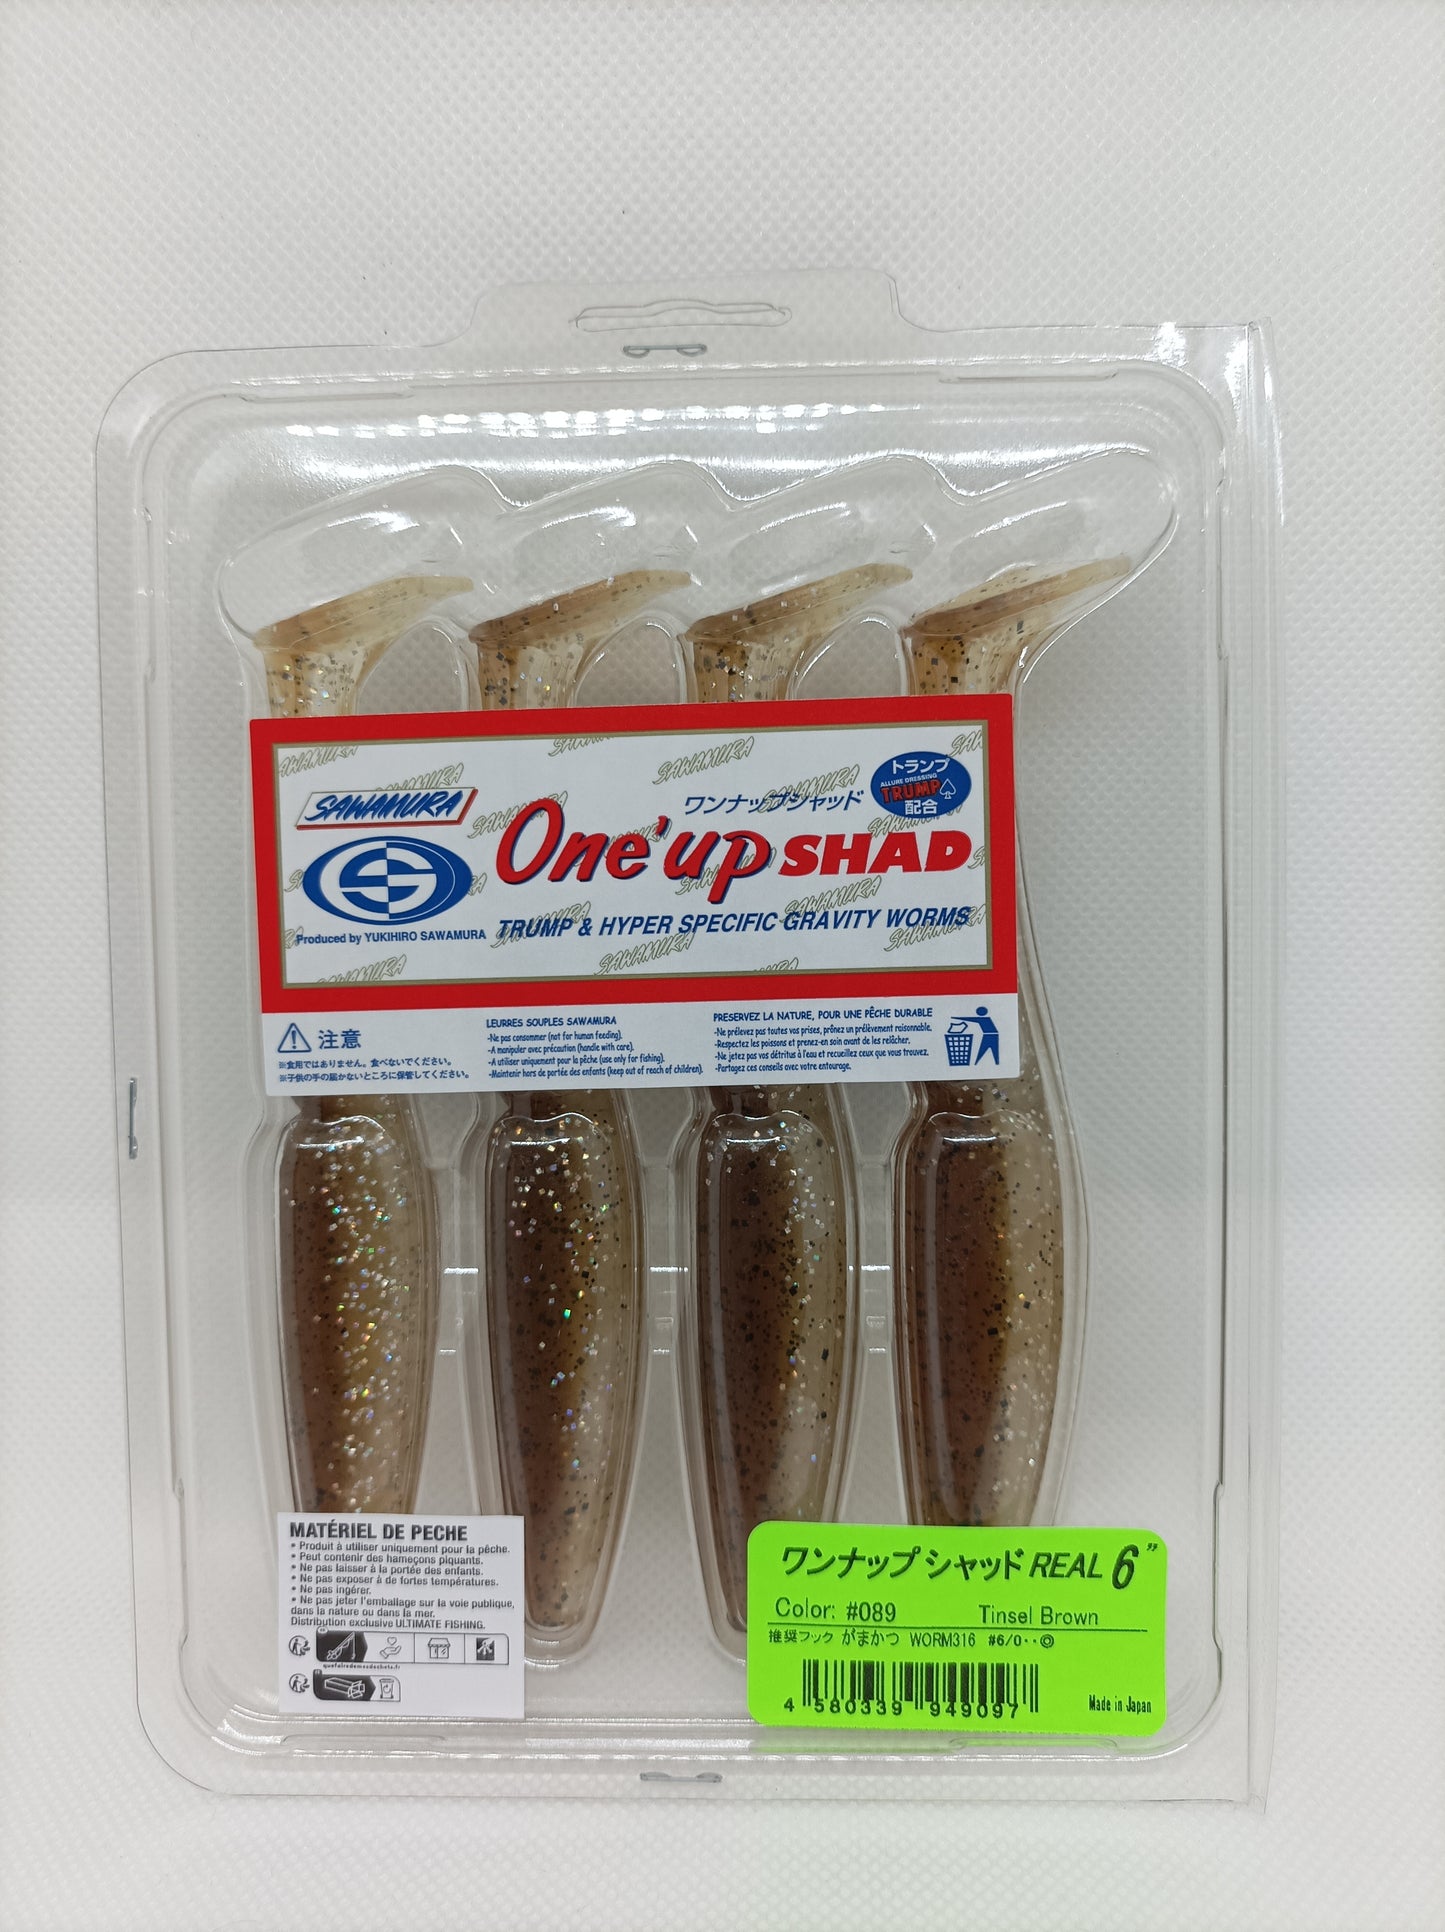 トランプ
ALLURE DRESSING
TRUMP
配合
SAWAMURA
ワンナップシャッド
One'up SHAD
S
TRUMP & HYPER SPECIFIC GRAVITY WORMS
Produced by YUKIHIRO SAWAMURA
注意
※食用ではありません。食べないでください。
※子供の手の届かないところに保管してください。
LEURRES SOUPLES SAWAMURA
-Ne pas consommer (not for human feeding).
-A manipuler avec précaution (handle with care).
-A utiliser uniquement pour la pêche (use only for fishing).
-Maintenir hors de portée des enfants (keep out of reach of children).
PRESERVEZ LA NATURE, POUR UNE PÊCHE DURABLE
-Ne prélevez pas toutes vos prises, prônez un prélèvement raisonnable.
-Respectez les poissons et prenez-en soin avant de les relâcher.
-Ne jetez pas vos détritus à l'eau et recueillez ceux que vous trouvez.
-Partagez ces conseils avec votre entourage.
MATÉRIEL DE PECHE
• Produit à utiliser uniquement pour la pêche.
• Peut contenir des hameçons piquants.
• Ne pas laisser à la portée des enfants.
• Ne pas exposer à de fortes températures.
• Ne pas ingérer.
• Ne pas jeter l'emballage sur la voie publique,
dans la nature ou dans la mer.
Distribution exclusive ULTIMATE FISHING.
quefairedemesdechets.fr
ワンナップ シャッド REAL 6”
Color: #089 Tinsel Brown
推奨フック がまかつ WORM316 #6/0‥◎
4 580339 949097
Made in Japan